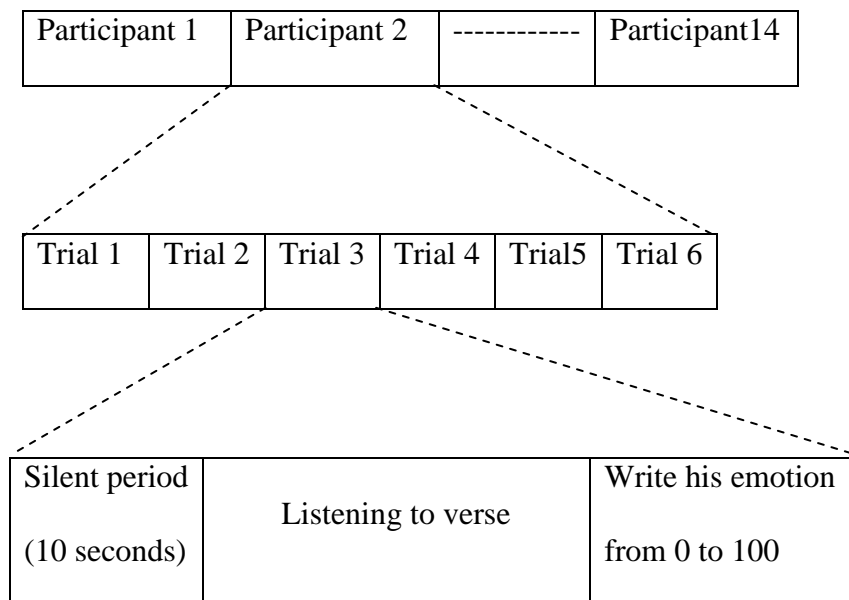 Participant 1 Participant 2 ------------ Participant14
Trial 1 Trial 2 Trial 3 Trial 4 Trial5 Trial 6
Silent period
(10 seconds)
Listening to verse
Write his emotion
from 0 to 100